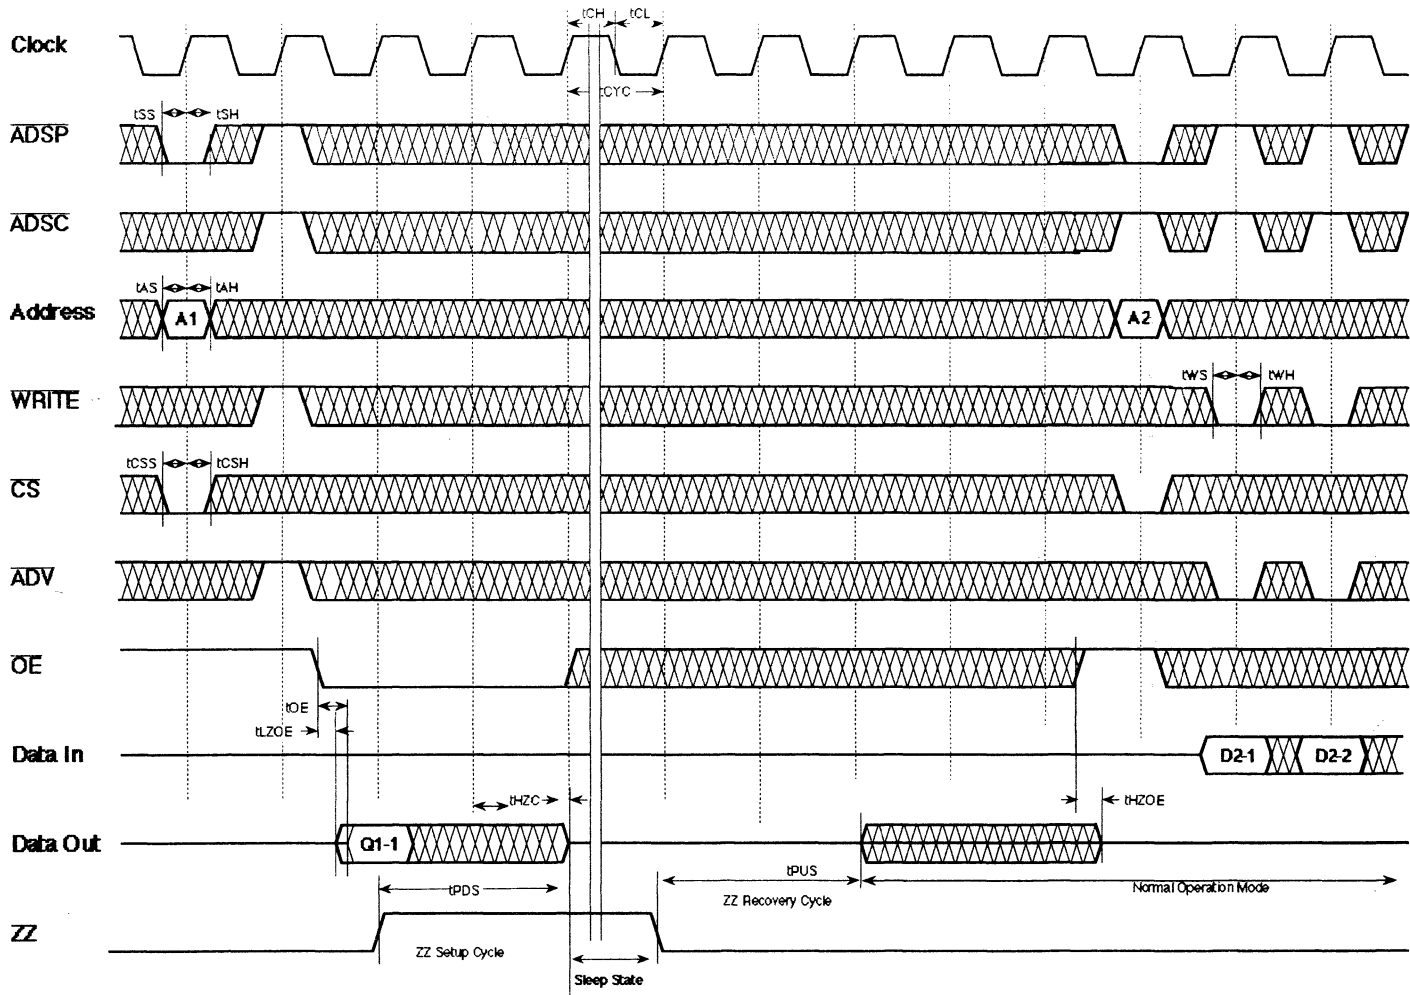 tCH tCL
Clock
tCYC
tSS tSH
ADSP
ADSC
tAS tAH
Address A1 A2
tWS tWH
WRITE
tCSS tCSH
CS
ADV
OE
tOE
tLZOE
Data In D2-1 D2-2
tHZC tHZOE
Data Out Q1-1
tPUS
tPDS Normal Operation Mode
ZZ Recovery Cycle
ZZ
ZZ Setup Cycle
Sleep State